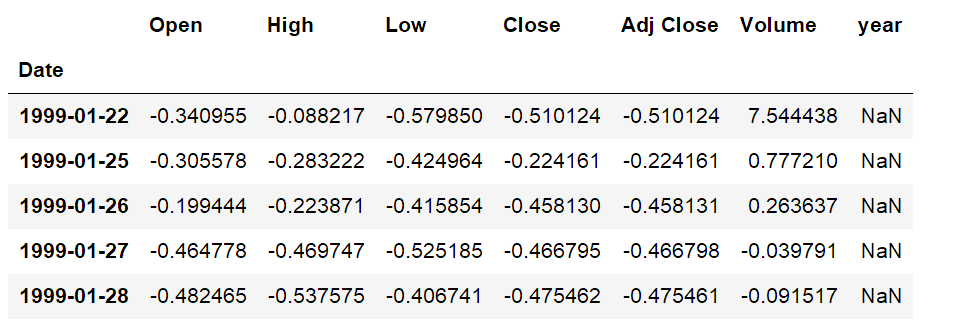 Open High Low Close Adj Close Volume year
Date
1999-01-22 -0.340955 -0.088217 -0.579850 -0.510124 -0.510124 7.544438 NaN
1999-01-25 -0.305578 -0.283222 -0.424964 -0.224161 -0.224161 0.777210 NaN
1999-01-26 -0.199444 -0.223871 -0.415854 -0.458130 -0.458131 0.263637 NaN
1999-01-27 -0.464778 -0.469747 -0.525185 -0.466795 -0.466798 -0.039791 NaN
1999-01-28 -0.482465 -0.537575 -0.406741 -0.475462 -0.475461 -0.091517 NaN